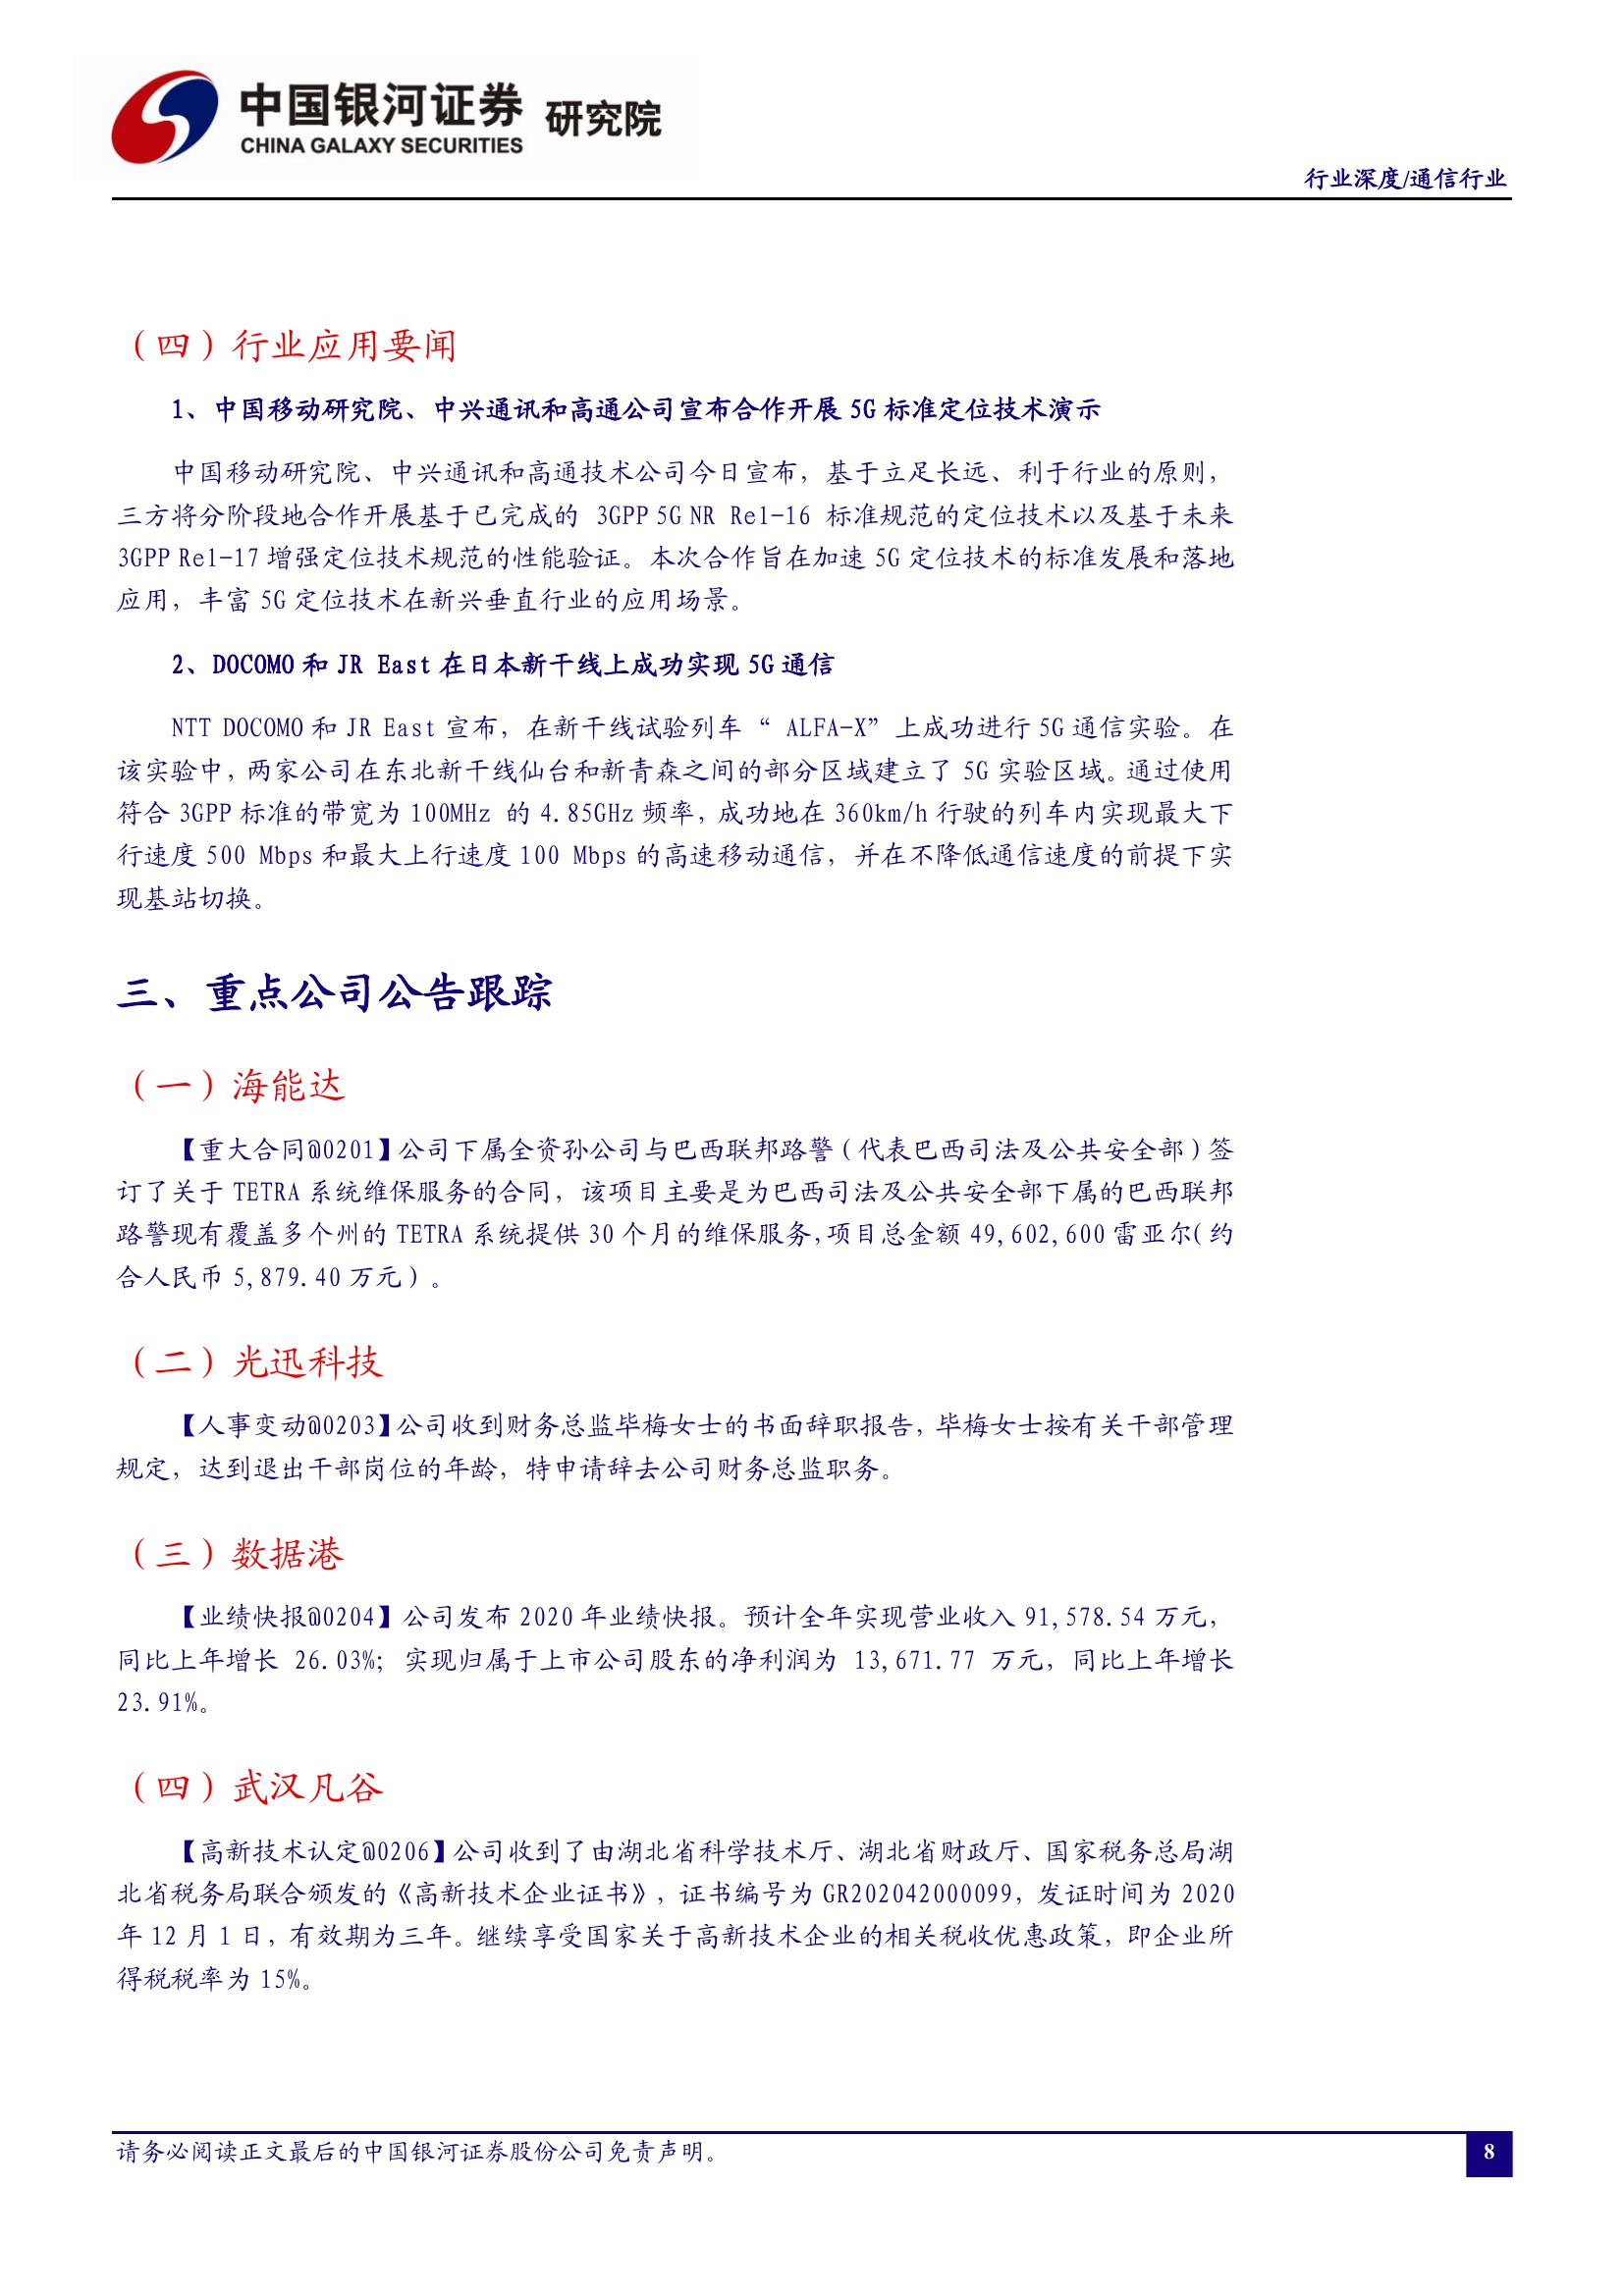 中国银河证券 研究院
CHINA GALAXY SECURITIES
行业深度/通信行业
（四）行业应用要闻
1、中国移动研究院、中兴通讯和高通公司宣布合作开展 5G 标准定位技术演示
中国移动研究院、中兴通讯和高通技术公司今日宣布，基于立足长远、利于行业的原则，
三方将分阶段地合作开展基于已完成的 3GPP 5G NR Rel-16 标准规范的定位技术以及基于未来
3GPP Rel-17 增强定位技术规范的性能验证。本次合作旨在加速 5G 定位技术的标准发展和落地
应用，丰富 5G 定位技术在新兴垂直行业的应用场景。
2、DOCOMO 和 JR East 在日本新干线上成功实现 5G 通信
NTT DOCOMO 和 JR East 宣布，在新干线试验列车“ ALFA-X”上成功进行 5G 通信实验。在
该实验中，两家公司在东北新干线仙台和新青森之间的部分区域建立了 5G 实验区域。通过使用
符合 3GPP 标准的带宽为 100MHz 的 4.85GHz 频率，成功地在 360km/h 行驶的列车内实现最大下
行速度 500 Mbps 和最大上行速度 100 Mbps 的高速移动通信，并在不降低通信速度的前提下实
现基站切换。
三、重点公司公告跟踪
（一）海能达
【重大合同@0201】公司下属全资孙公司与巴西联邦路警（代表巴西司法及公共安全部）签
订了关于 TETRA 系统维保服务的合同，该项目主要是为巴西司法及公共安全部下属的巴西联邦
路警现有覆盖多个州的 TETRA 系统提供 30 个月的维保服务，项目总金额 49,602,600 雷亚尔（约
合人民币 5,879.40 万元）。
（二）光迅科技
【人事变动@0203】公司收到财务总监毕梅女士的书面辞职报告，毕梅女士按有关干部管理
规定，达到退出干部岗位的年龄，特申请辞去公司财务总监职务。
（三）数据港
【业绩快报@0204】公司发布 2020 年业绩快报。预计全年实现营业收入 91,578.54 万元，
同比上年增长 26.03%；实现归属于上市公司股东的净利润为 13,671.77 万元，同比上年增长
23.91%。
（四）武汉凡谷
【高新技术认定@0206】公司收到了由湖北省科学技术厅、湖北省财政厅、国家税务总局湖
北省税务局联合颁发的《高新技术企业证书》，证书编号为 GR202042000099，发证时间为 2020
年 12 月 1 日，有效期为三年。继续享受国家关于高新技术企业的相关税收优惠政策，即企业所
得税税率为 15%。
请务必阅读正文最后的中国银河证券股份公司免责声明。
8